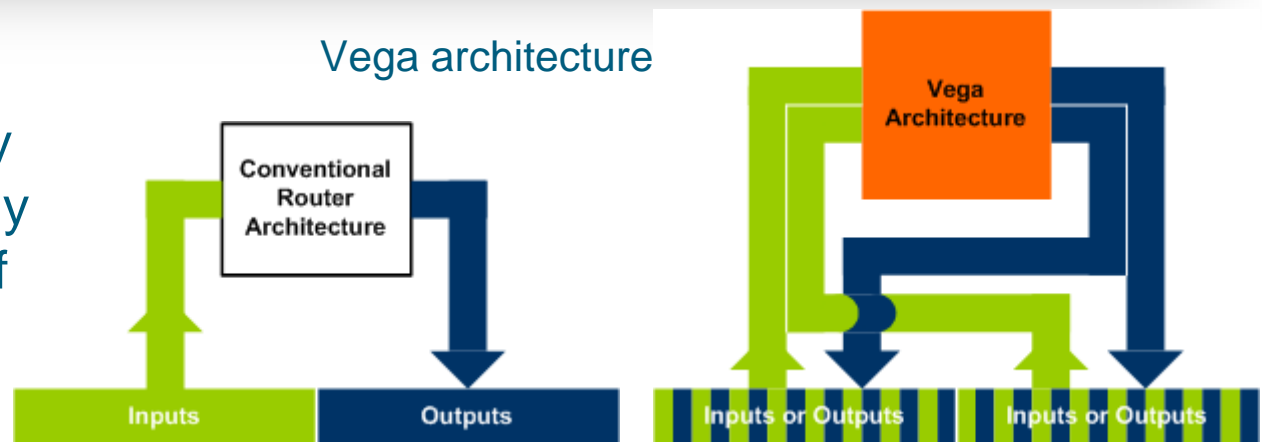 Vega architecture
y
y
f
Conventional
Router
Architecture
Vega
Architecture
Inputs
Outputs
Inputs or Outputs
Inputs or Outputs